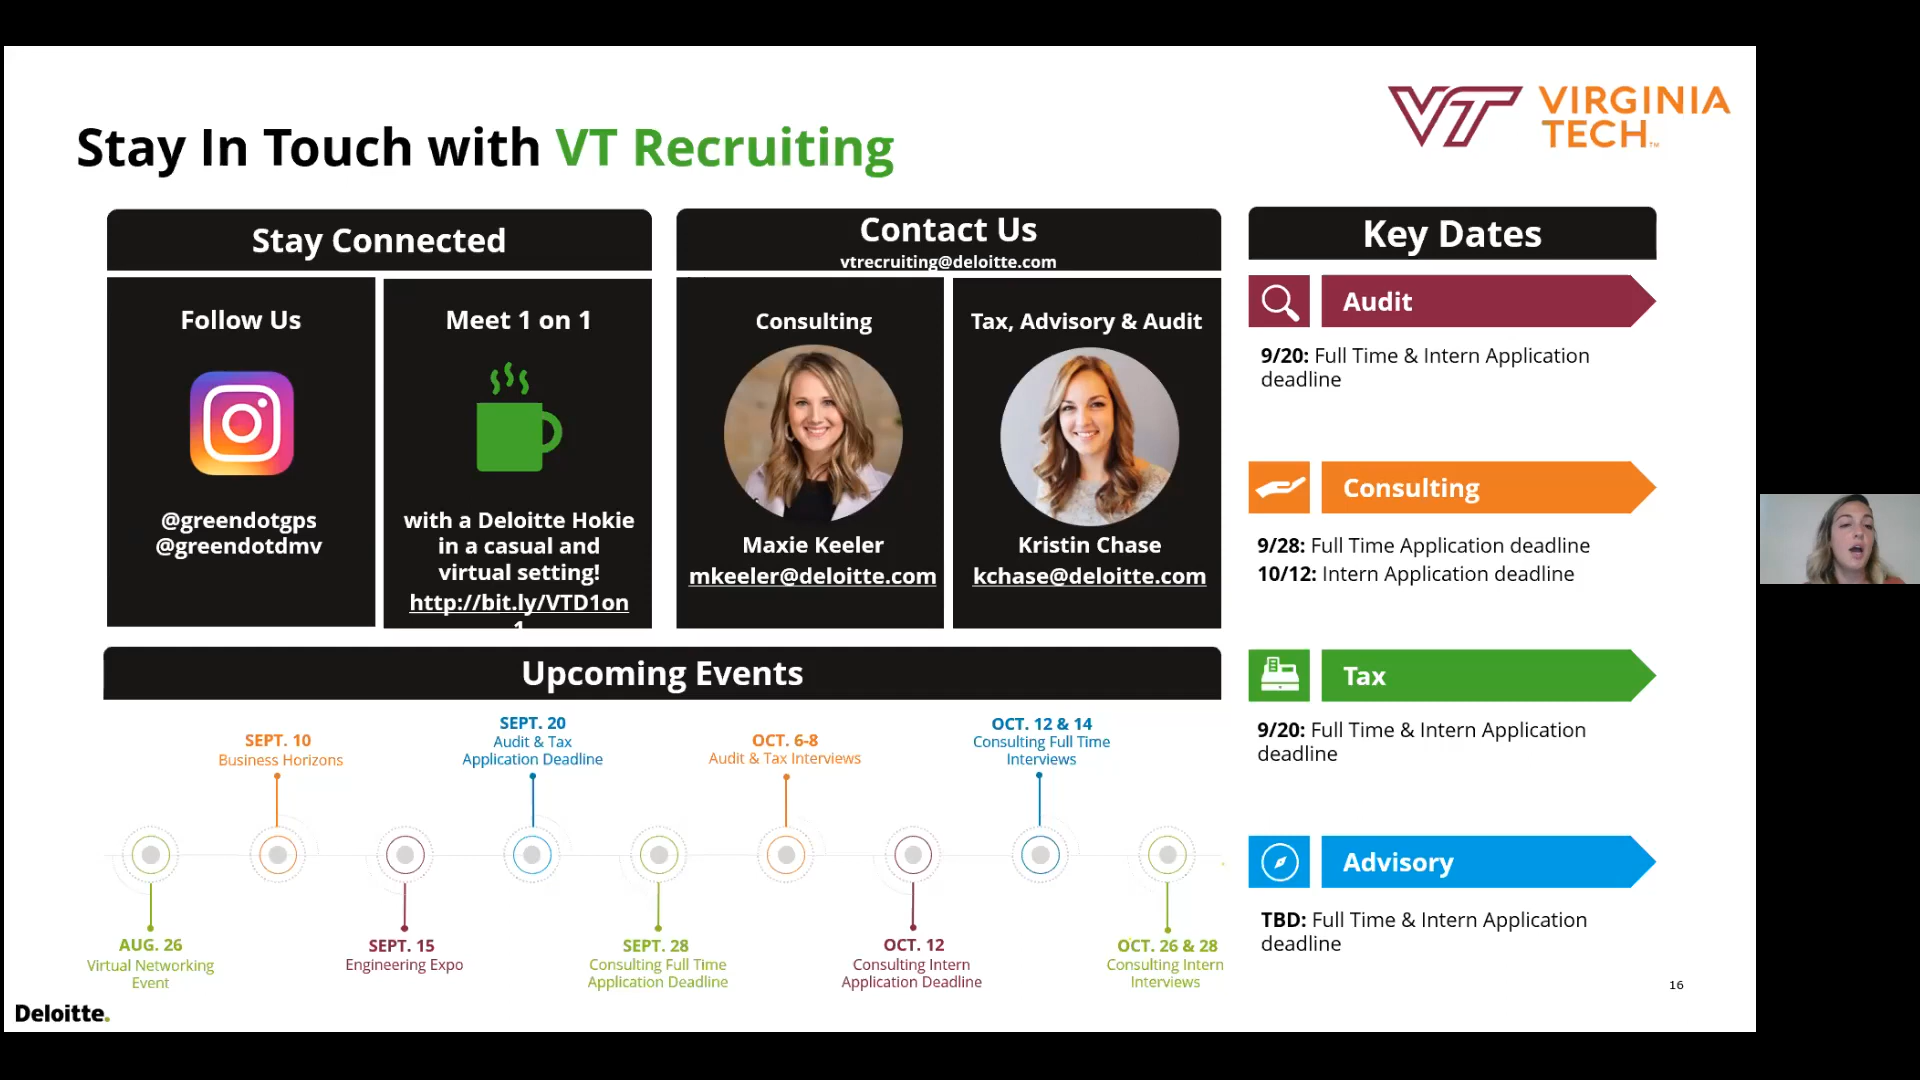 VT VIRGINIA
TECH™
Stay In Touch with VT Recruiting
Stay Connected
Follow Us
@greendotgps
@greendotdmv
Meet 1 on 1
with a Deloitte Hokie
in a casual and
virtual setting!
http://bit.ly/VTD1on
1
Contact Us
vtrecruiting@deloitte.com
Consulting
Maxie Keeler
mkeeler@deloitte.com
Tax, Advisory & Audit
Kristin Chase
kchase@deloitte.com
Key Dates
Audit
9/20: Full Time & Intern Application
deadline
Consulting
9/28: Full Time Application deadline
10/12: Intern Application deadline
Tax
9/20: Full Time & Intern Application
deadline
Advisory
TBD: Full Time & Intern Application
deadline
Upcoming Events
AUG. 26
Virtual Networking
Event
SEPT. 10
Business Horizons
SEPT. 15
Engineering Expo
SEPT. 20
Audit & Tax
Application Deadline
SEPT. 28
Consulting Full Time
Application Deadline
OCT. 6-8
Audit & Tax Interviews
OCT. 12
Consulting Intern
Application Deadline
OCT. 12 & 14
Consulting Full Time
Interviews
OCT. 26 & 28
Consulting Intern
Interviews
Deloitte.
16